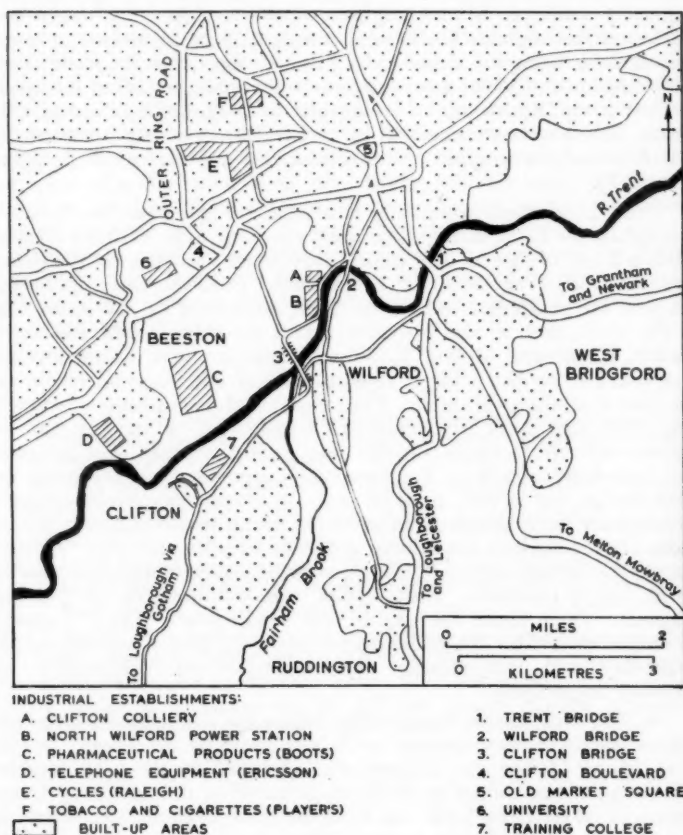 OUTER RING ROAD
F
E
5
N
R. Trent
4
6
A
B
1
2
To Grantham
and Newark
BEESTON
3
WILFORD
WEST
BRIDGFORD
C
D
7
CLIFTON
To Loughborough via
Gotham
Fairham Brook
To Loughborough
and Leicester
To Melton Mowbray
RUDDINGTON
0 MILES 2
0 KILOMETRES 3
INDUSTRIAL ESTABLISHMENTS:
A. CLIFTON COLLIERY
B. NORTH WILFORD POWER STATION
C. PHARMACEUTICAL PRODUCTS (BOOTS)
D. TELEPHONE EQUIPMENT (ERICSSON)
E. CYCLES (RALEIGH)
F TOBACCO AND CIGARETTES (PLAYER'S)
BUILT-UP AREAS
1. TRENT BRIDGE
2. WILFORD BRIDGE
3. CLIFTON BRIDGE
4 CLIFTON BOULEVARD
5. OLD MARKET SQUARE
6. UNIVERSITY
7. TRAINING COLLEGE